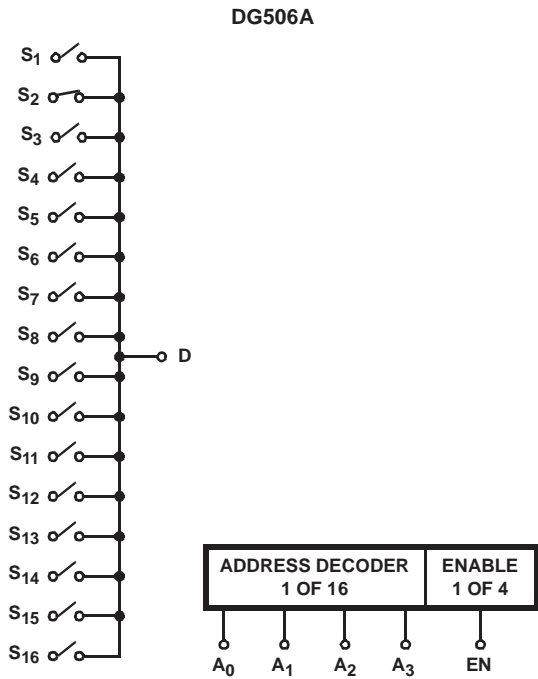 DG506A
S1
S2
S3
S4
S5
S6
S7
S8
D
S9
S10
S11
S12
S13
S14
S15
S16
ADDRESS DECODER
1 OF 16
ENABLE
1 OF 4
A0 A1 A2 A3 EN